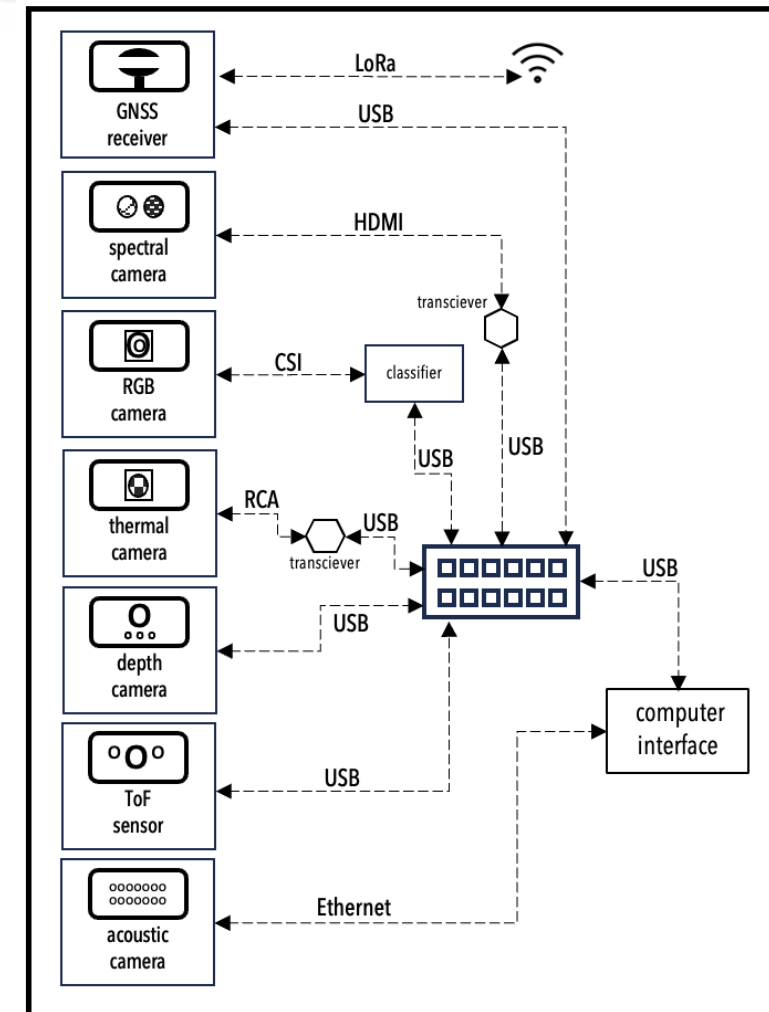 LoRa
GNSS
receiver
USB
HDMI
spectral
camera
transciever
CSI
classifier
RGB
camera
USB
USB
RCA
USB
thermal
camera
transciever
USB
USB
depth
camera
computer
interface
USB
ToF
sensor
Ethernet
acoustic
camera